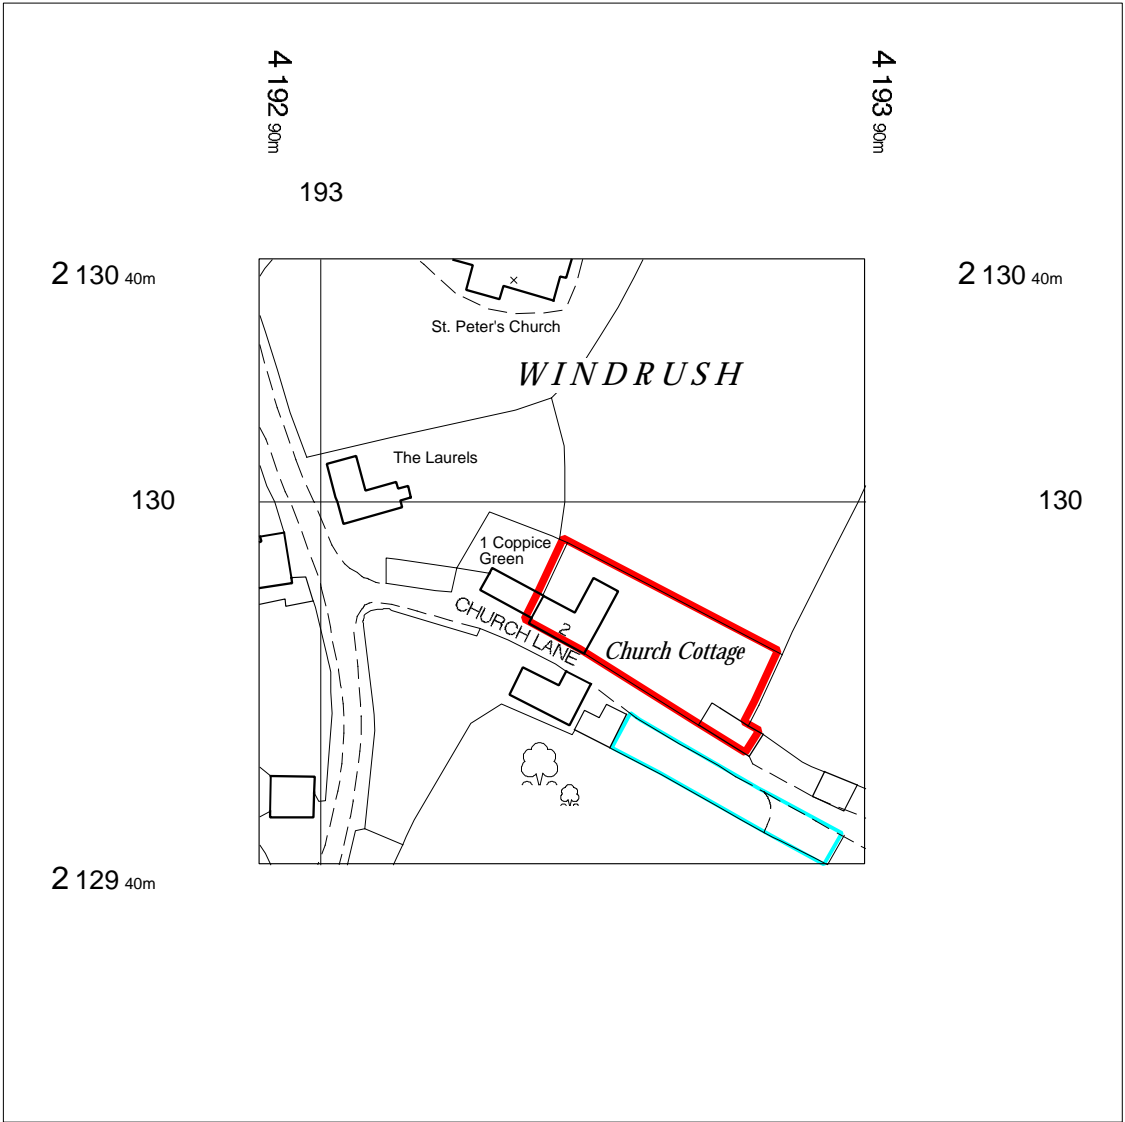 4 192 90m
4 193 90m
193
2 130 40m
2 130 40m
St. Peter's Church
WINDRUSH
The Laurels
130
130
1 Coppice
Green
CHURCH LANE
2
Church Cottage
2 129 40m